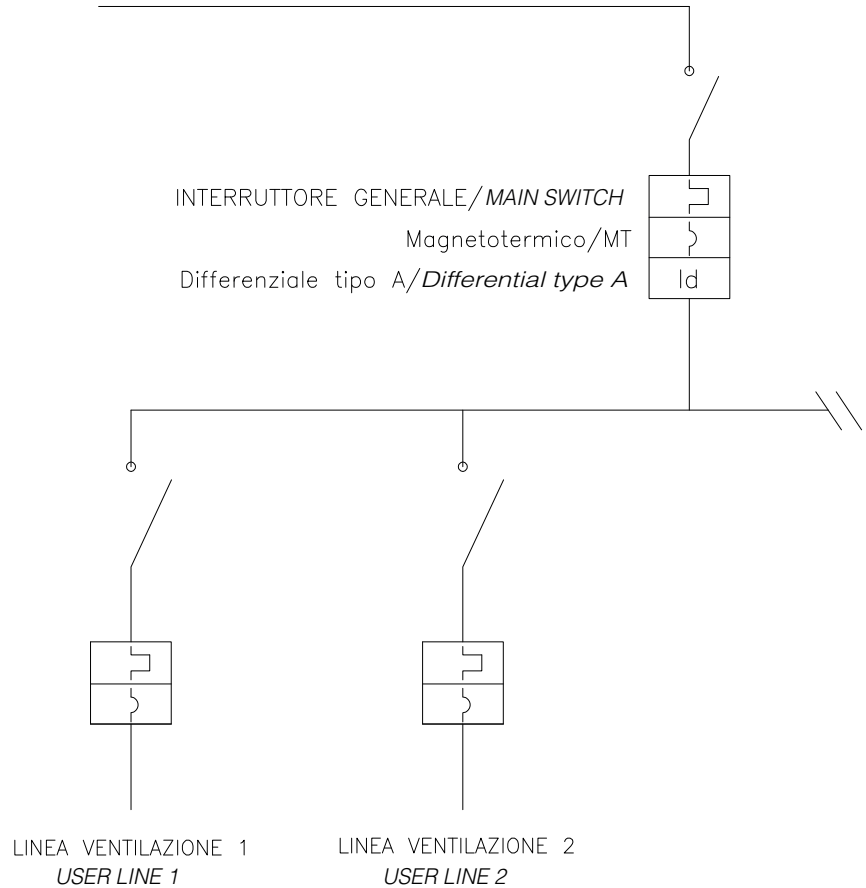 INTERRUTTORE GENERALE/MAIN SWITCH
Magnetotermico/MT
Differenziale tipo A/Differential type A
Id
LINEA VENTILAZIONE 1
USER LINE 1
LINEA VENTILAZIONE 2
USER LINE 2